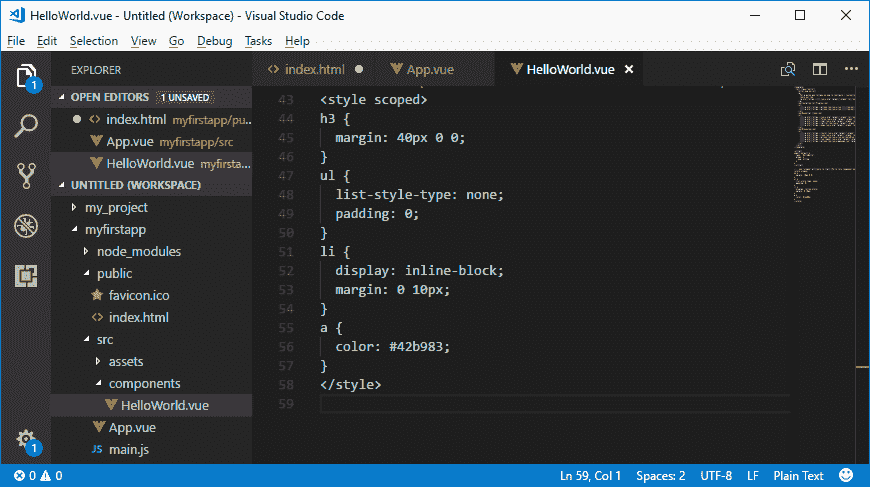 HelloWorld.vue - Untitled (Workspace) - Visual Studio Code
File Edit Selection View Go Debug Tasks Help
EXPLORER
OPEN EDITORS 1 UNSAVED
index.html myfirstapp/pu...
App.vue myfirstapp/src
HelloWorld.vue myfirsta...
UNTITLED (WORKSPACE)
my_project
myfirstapp
node_modules
public
favicon.ico
index.html
src
assets
components
HelloWorld.vue
App.vue
JS main.js
1
1
index.html App.vue HelloWorld.vue
43 <style scoped>
44 h3 {
45 margin: 40px 0 0;
46 }
47 ul {
48 list-style-type: none;
49 padding: 0;
50 }
51 li {
52 display: inline-block;
53 margin: 0 10px;
54 }
55 a {
56 color: #42b983;
57 }
58 </style>
59
0 0 Ln 59, Col 1 Spaces: 2 UTF-8 LF Plain Text